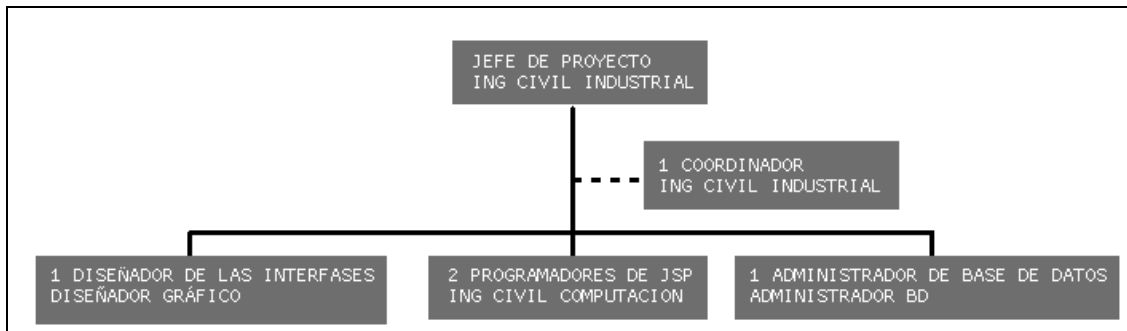 JEFE DE PROYECTO
ING CIVIL INDUSTRIAL
1 COORDINADOR
ING CIVIL INDUSTRIAL
1 DISEÑADOR DE LAS INTERFASES
DISEÑADOR GRÁFICO
2 PROGRAMADORES DE JSP
ING CIVIL COMPUTACION
1 ADMINISTRADOR DE BASE DE DATOS
ADMINISTRADOR BD